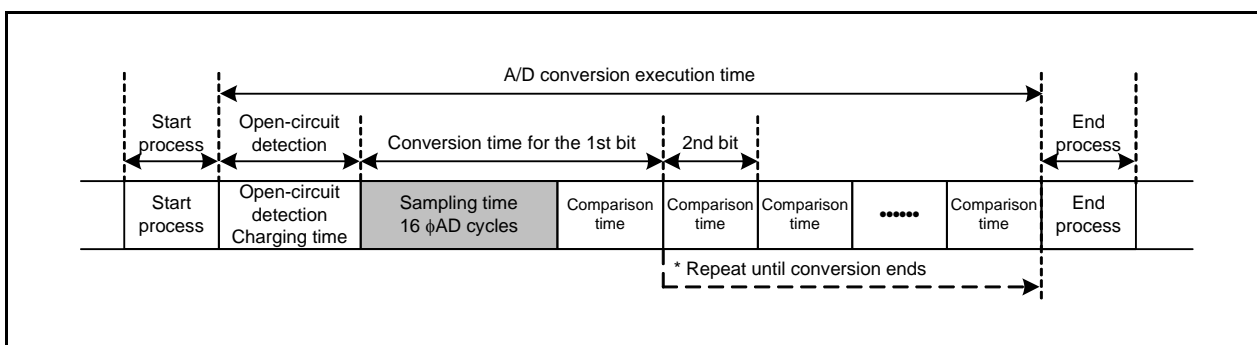 A/D conversion execution time
Start
process
Open-circuit
detection
Conversion time for the 1st bit
2nd bit
End
process
Start
process
Open-circuit
detection
Charging time
Sampling time
16 ϕAD cycles
Comparison
time
Comparison
time
Comparison
time
••••••
Comparison
time
End
process
* Repeat until conversion ends